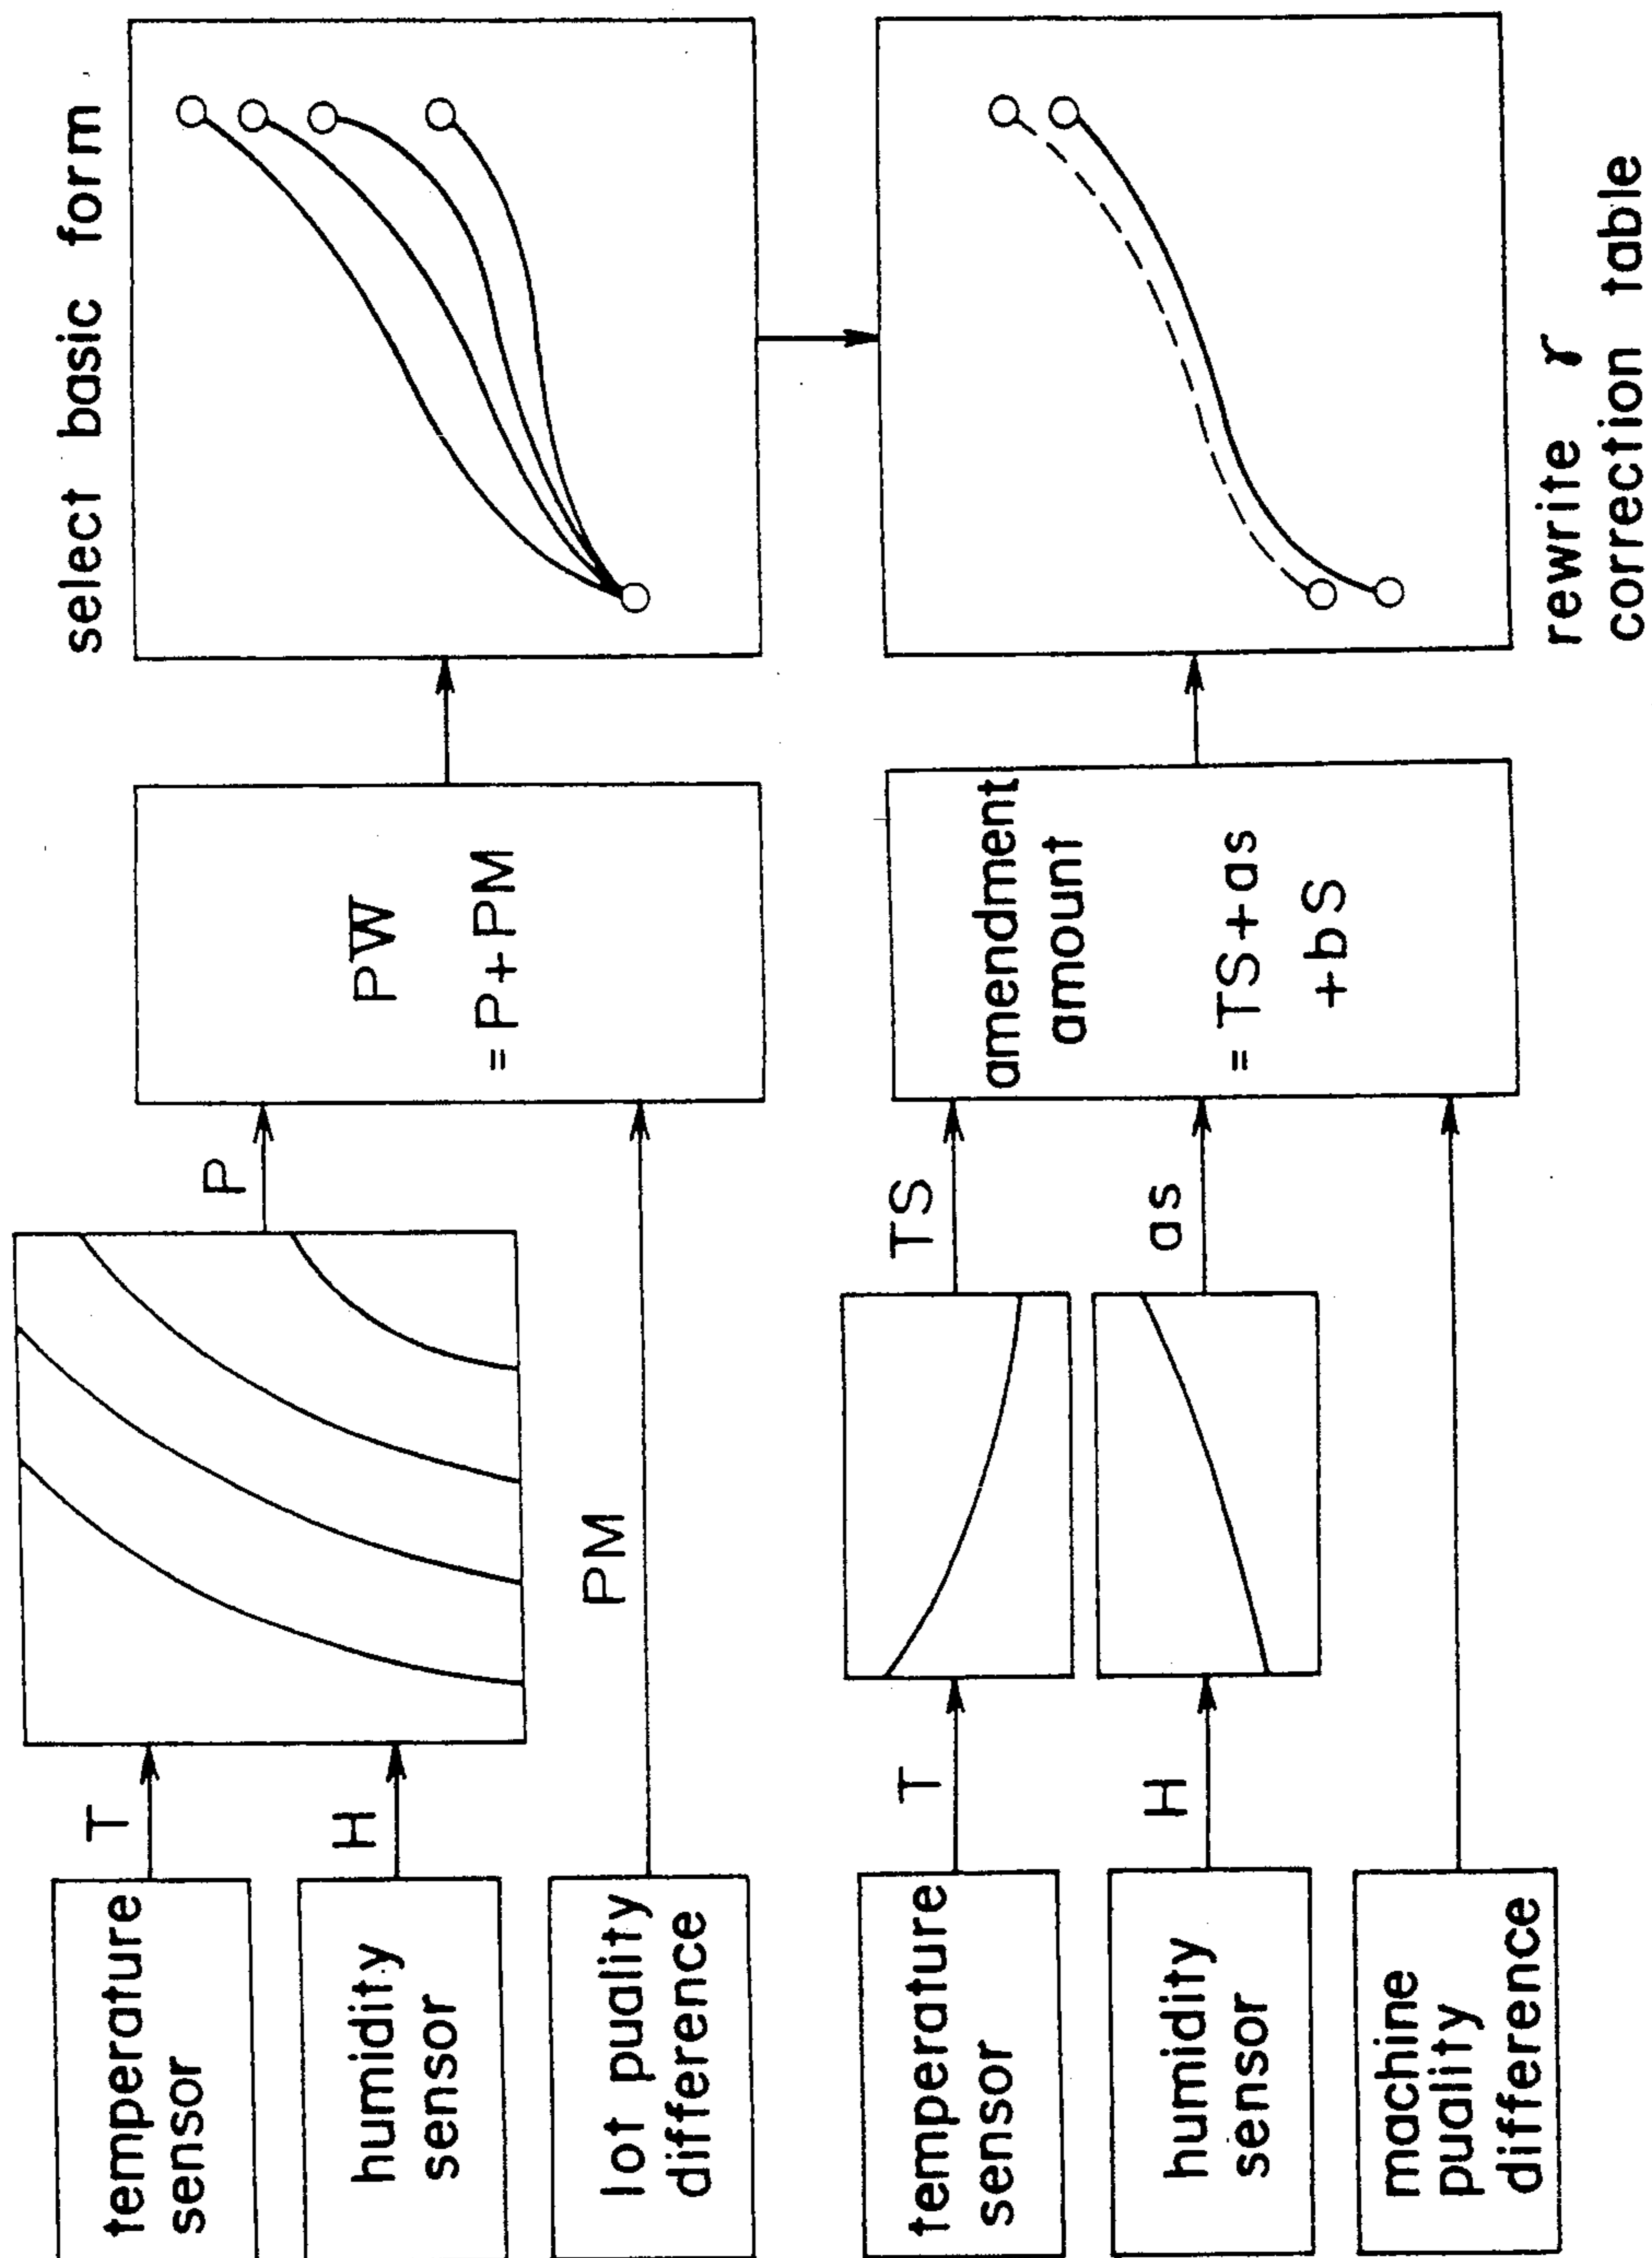 temperature
sensor
T
humidity
sensor
H
lot puality
difference
PM
P
PW
= P+PM
select basic form
temperature
sensor
T
TS
humidity
sensor
H
as
machine
puality
difference
amendment
amount
= TS+as
+bS
rewrite γ
correction table